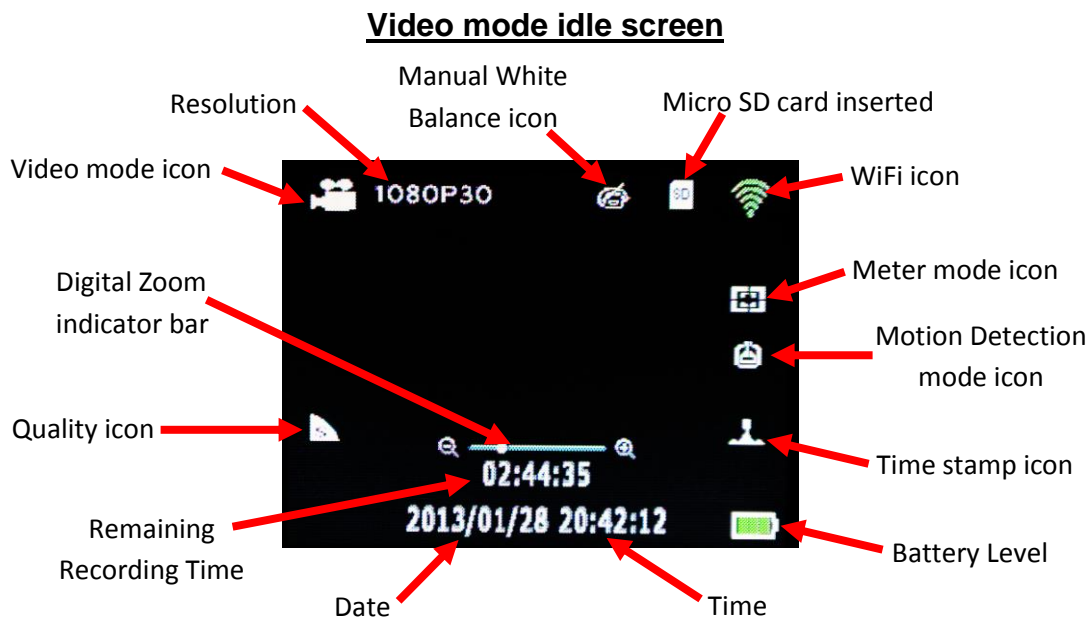 Video mode idle screen
Manual White
Balance icon
Resolution
Micro SD card inserted
Video mode icon
WiFi icon
1080P30
SD
Digital Zoom
indicator bar
Meter mode icon
Motion Detection
mode icon
Quality icon
S
Time stamp icon
02:44:35
2013/01/28 20:42:12
Remaining
Recording Time
Battery Level
Date
Time